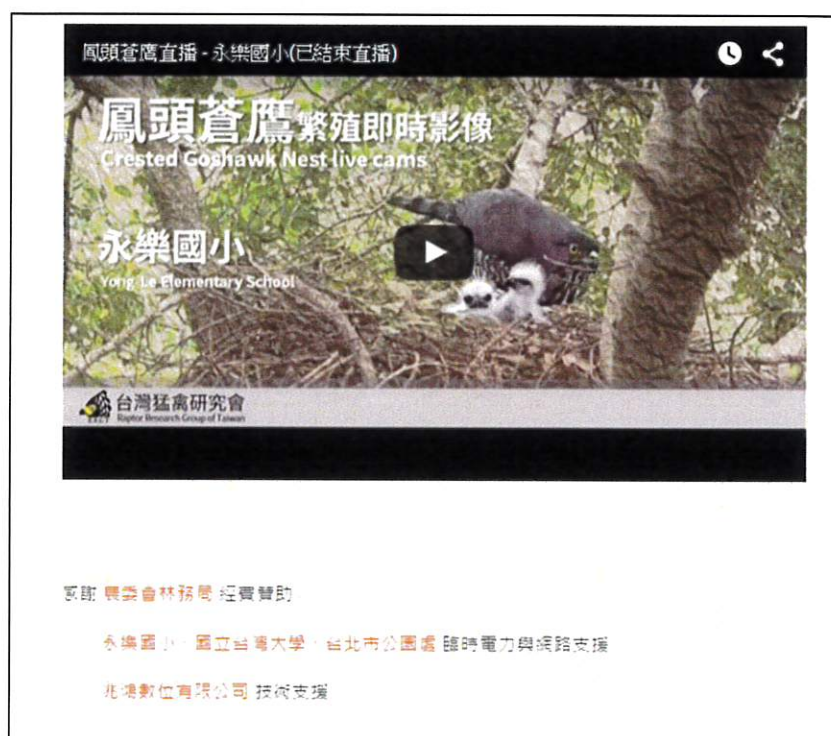 鳳頭蒼鷹直播 - 永樂國小(已結束直播)
鳳頭蒼鷹繁殖即時影像
Crested Goshawk Nest live cams
永樂國小
Yong-Le Elementary School
台灣猛禽研究會
Raptor Research Group of Taiwan
感謝 農委會林務局 經費贊助
永樂國小、國立台灣大學、台北市公園處 臨時電力與網路支援
兆鴻數位有限公司 技術支援